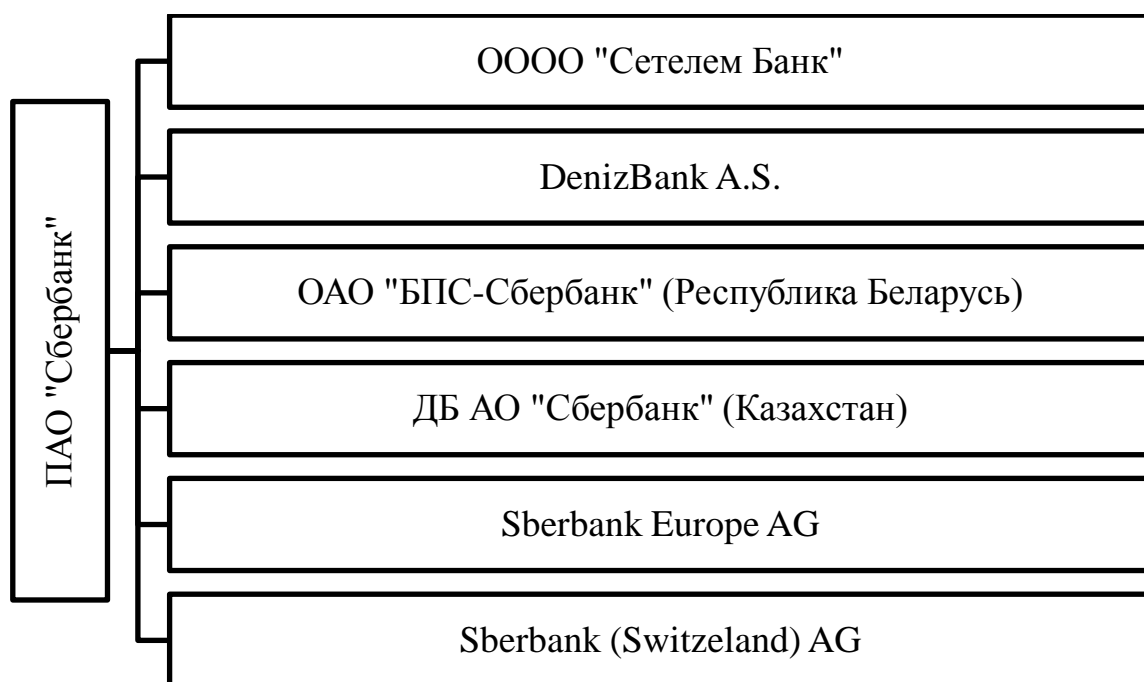 ПАО "Сбербанк"
ОООО "Сетелем Банк"
DenizBank A.S.
ОАО "БПС-Сбербанк" (Республика Беларусь)
ДБ АО "Сбербанк" (Казахстан)
Sberbank Europe AG
Sberbank (Switzeland) AG